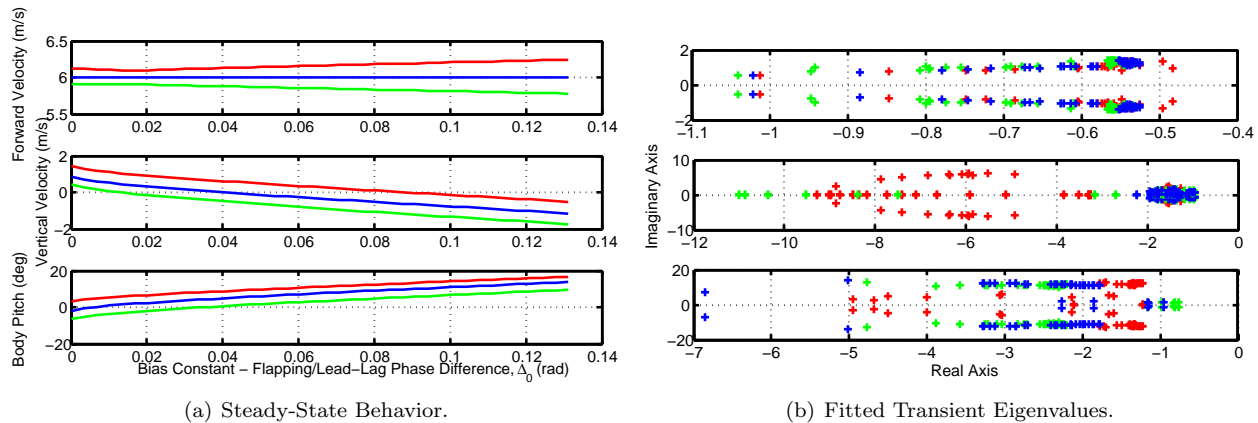 Forward Velocity (m/s)
6.5
6
5.5
0 0.02 0.04 0.06 0.08 0.1 0.12 0.14
Vertical Velocity (m/s)
2
0
−2
0 0.02 0.04 0.06 0.08 0.1 0.12 0.14
Body Pitch (deg)
20
0
−20
0 0.02 0.04 0.06 0.08 0.1 0.12 0.14
Bias Constant − Flapping/Lead−Lag Phase Difference, Δ0 (rad)
(a) Steady-State Behavior.
2
1
0
−1
−2
−1.1 −1 −0.9 −0.8 −0.7 −0.6 −0.5 −0.4
Imaginary Axis
10
5
0
−5
−10
−12 −10 −8 −6 −4 −2 0
20
10
0
−10
−20
−7 −6 −5 −4 −3 −2 −1 0
Real Axis
(b) Fitted Transient Eigenvalues.